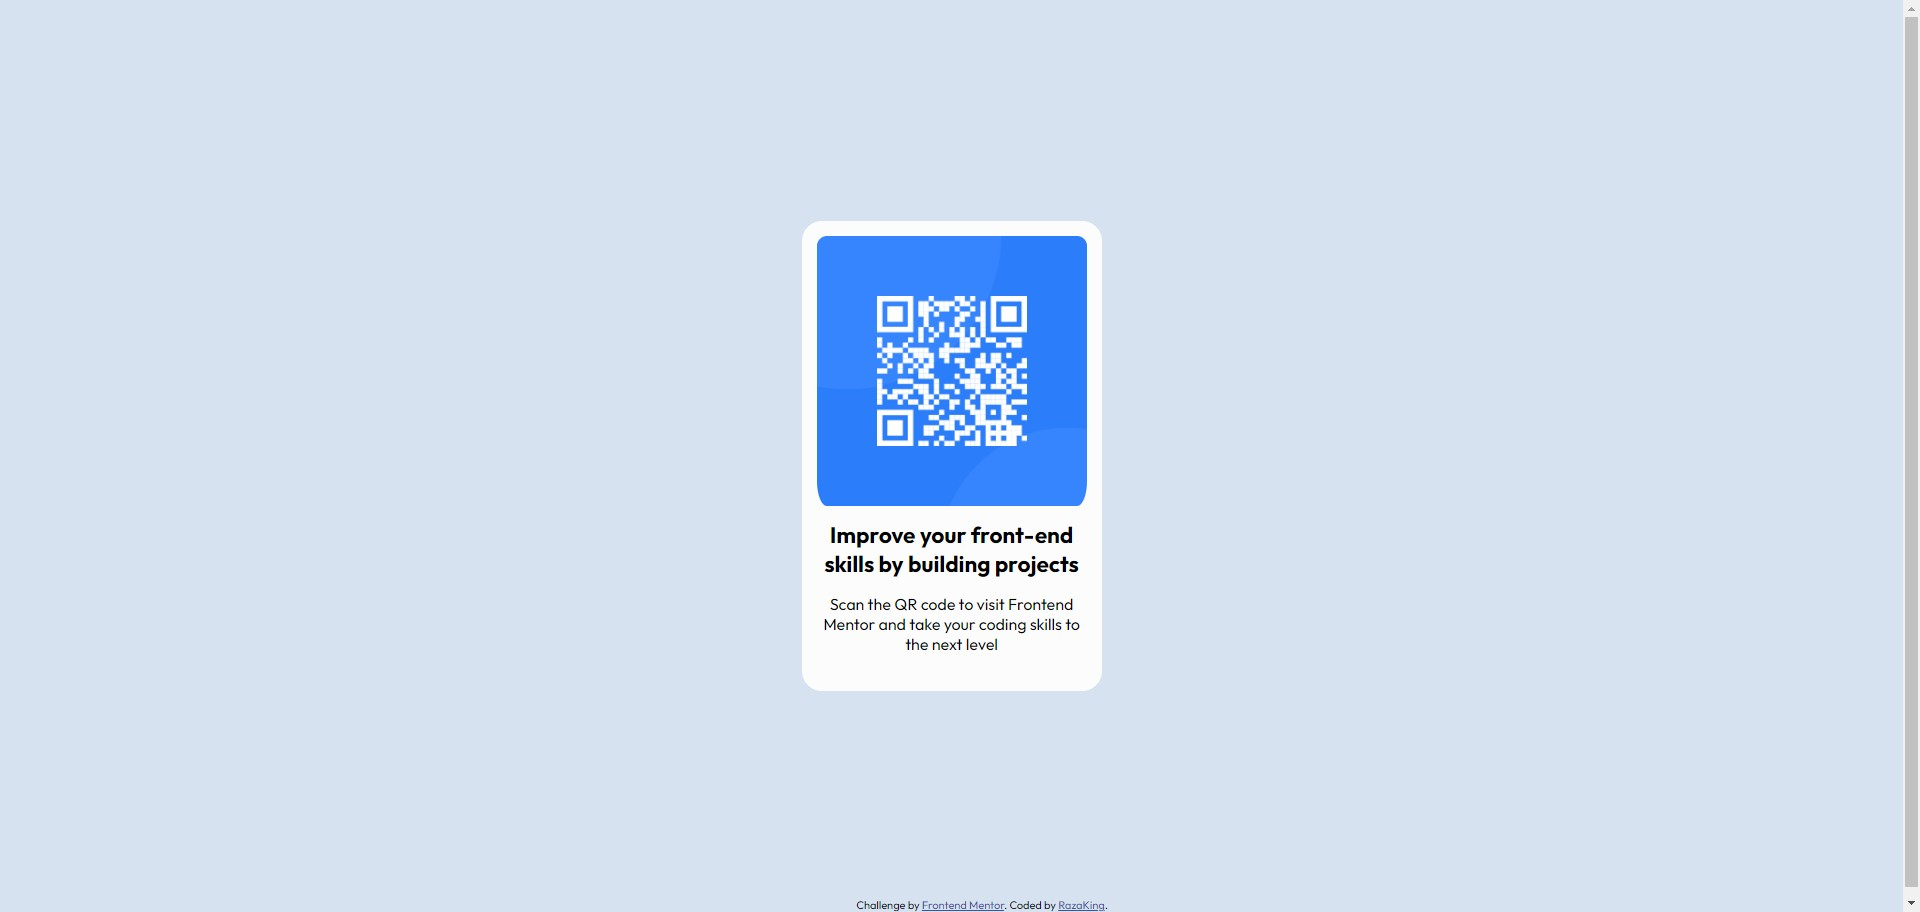 Improve your front-end
skills by building projects
Scan the QR code to visit Frontend
Mentor and take your coding skills to
the next level
Challenge by Frontend Mentor. Coded by RazaKing.